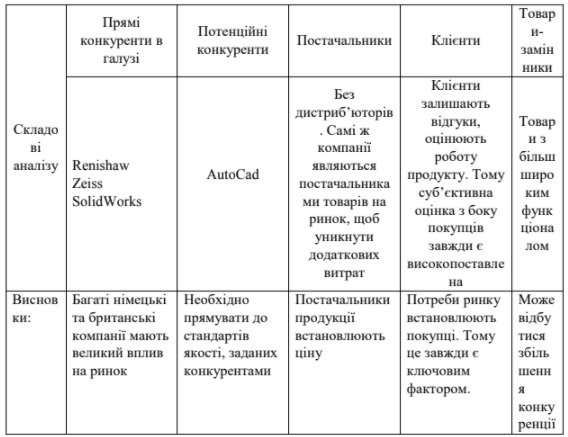 Складо
ві
аналізу
Прямі
конкуренти в
галузі
Потенційні
конкуренти
Постачальники
Клієнти
Товар
и-
замін
ники
Renishaw
Zeiss
SolidWorks
AutoCad
Без
дистриб’юторів
. Самі ж
компанії
являються
постачальника
ми товарів на
ринок, щоб
уникнути
додаткових
витрат
Клієнти
залишають
відгуки,
оцінюють
роботу
продукту. Тому
суб’єктивна
оцінка з боку
покупців
завжди є
високопоставле
на
Товар
и з
більш
широ
ким
функ
ціона
лом
Виснов
ки:
Багаті німецькі
та британські
компанії мають
великий вплив
на ринок
Необхідно
прямувати до
стандартів
якості, заданих
конкурентами
Постачальники
продукції
встановлюють
ціну
Потреби ринку
встановлюють
покупці. Тому
це завжди є
ключовим
фактором.
Може
відбу
тися
збіль
шенн
я
конку
ренції